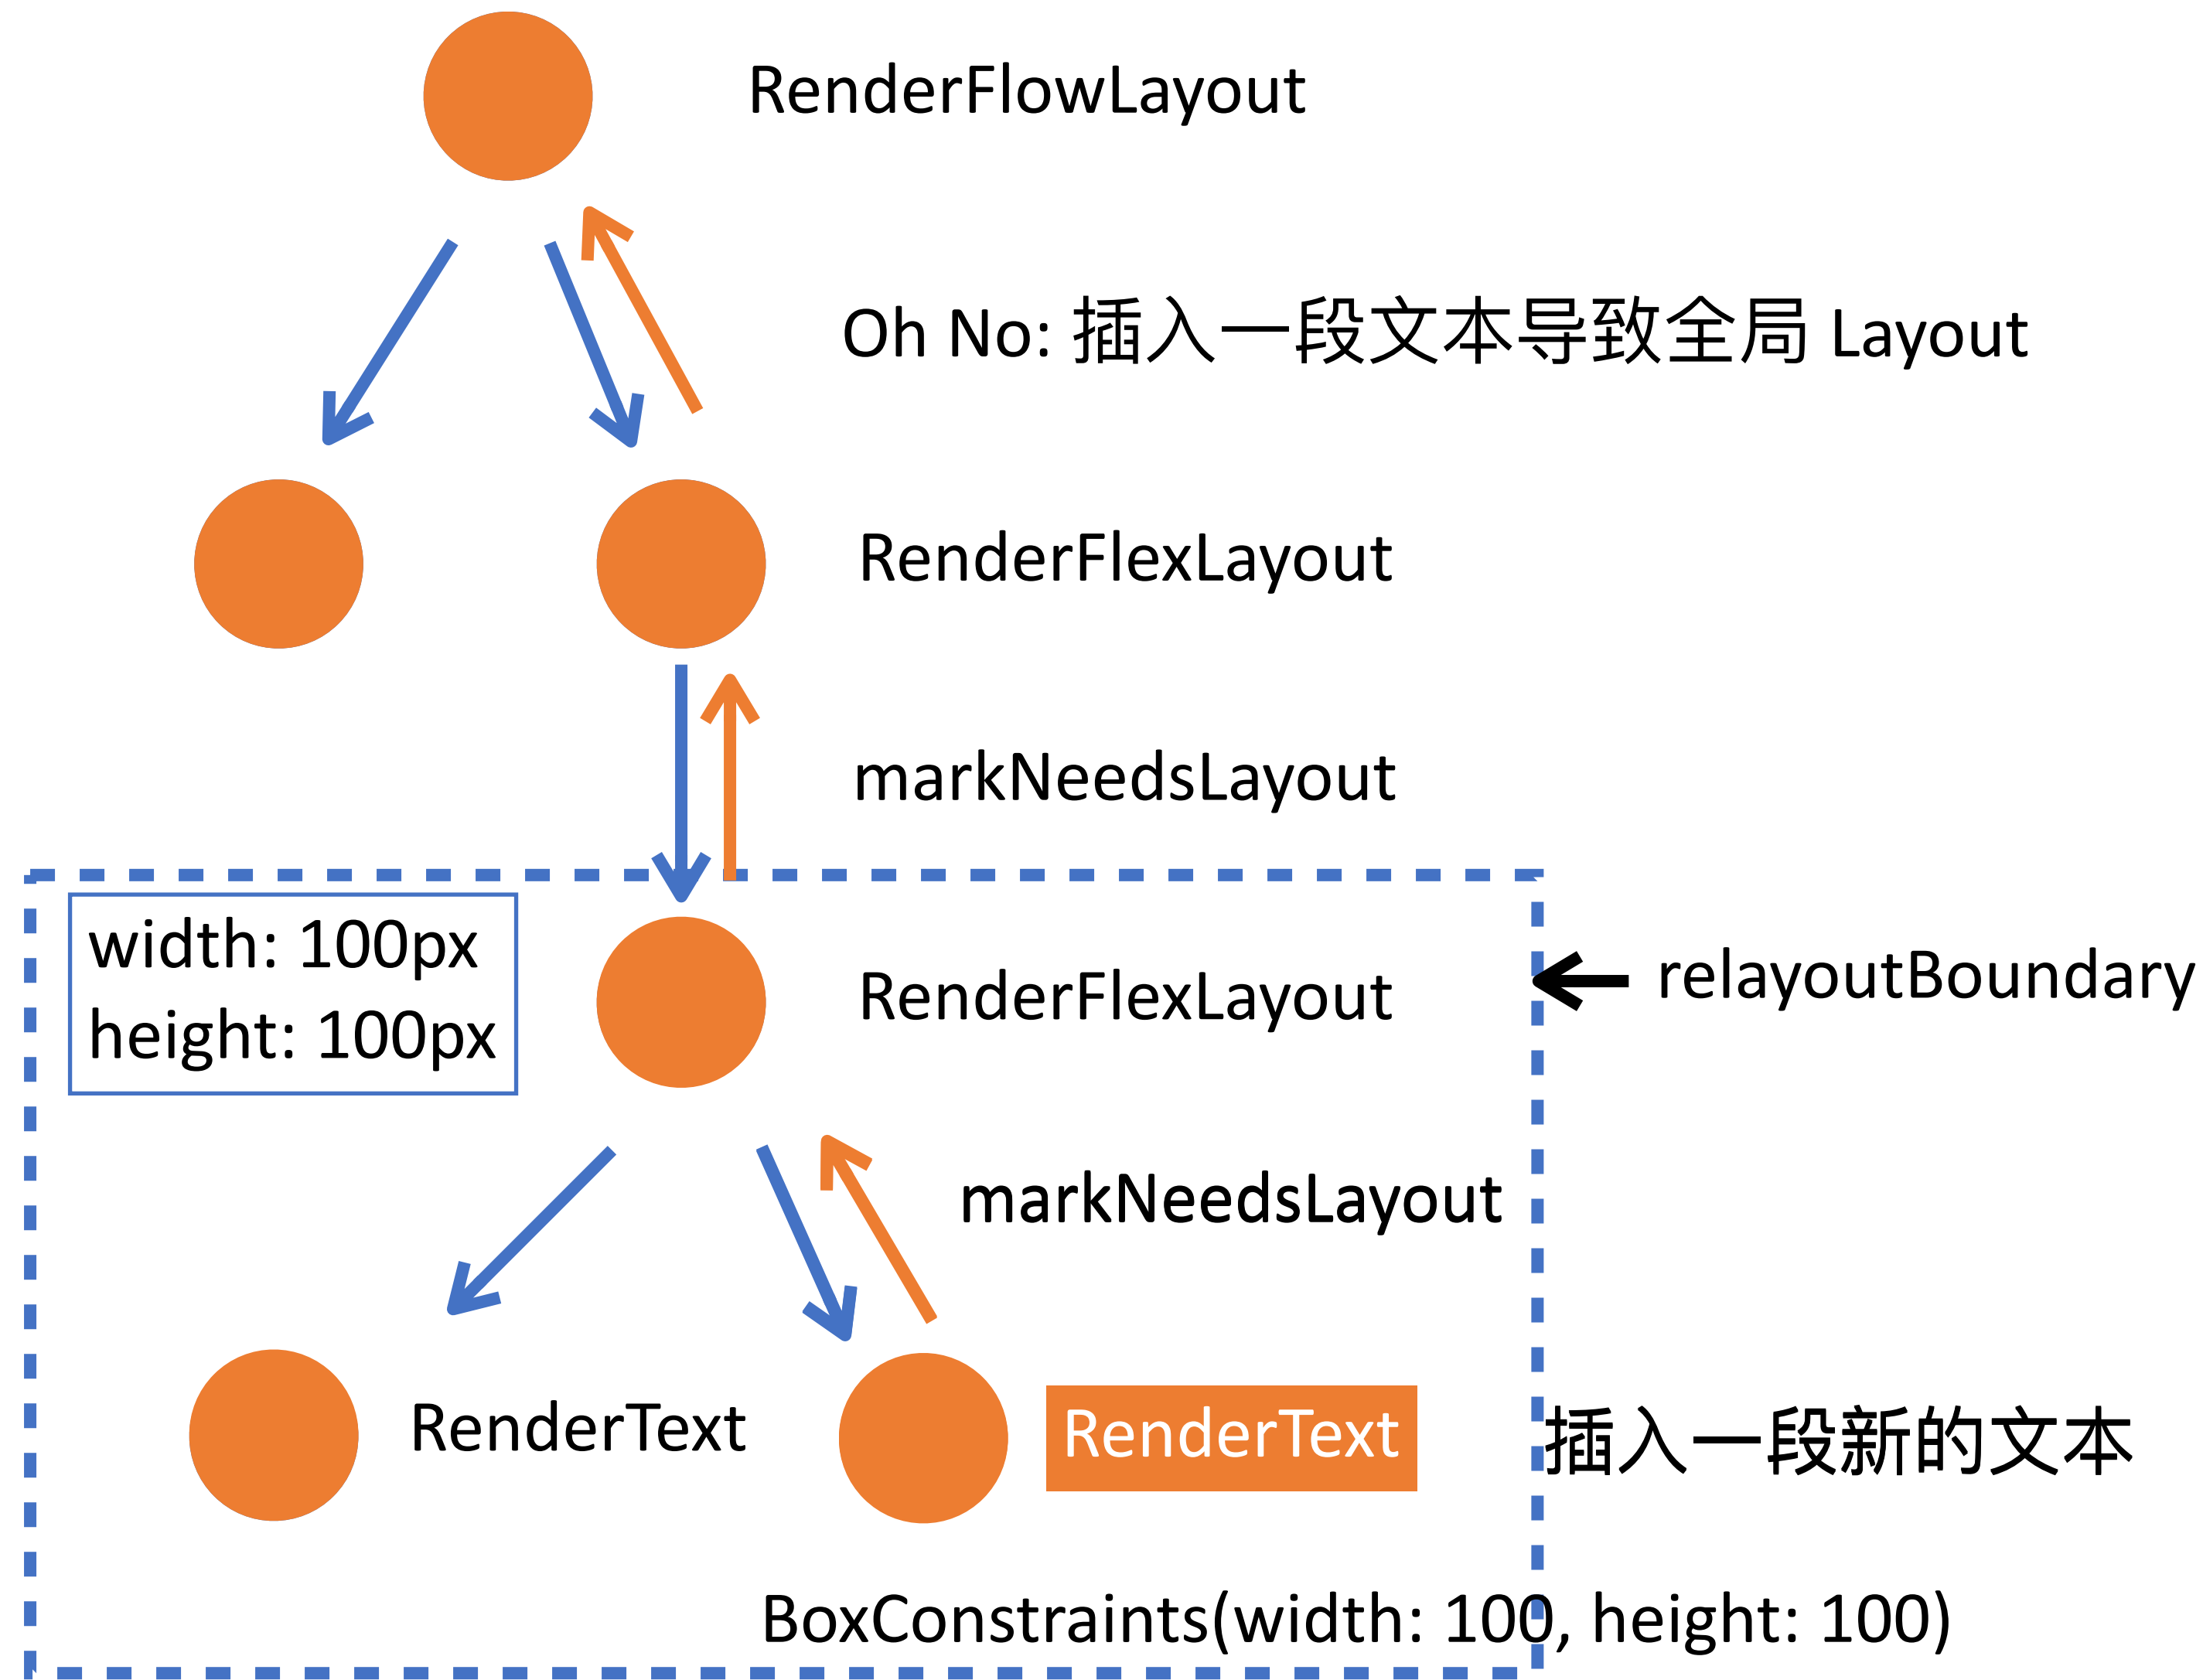 RenderFlowLayout
Oh No: 插入一段文本导致全局 Layout
RenderFlexLayout
markNeedsLayout
width: 100px
height: 100px
RenderFlexLayout
relayoutBoundary
markNeedsLayout
RenderText
RenderText
插入一段新的文本
BoxConstraints(width: 100, height: 100)